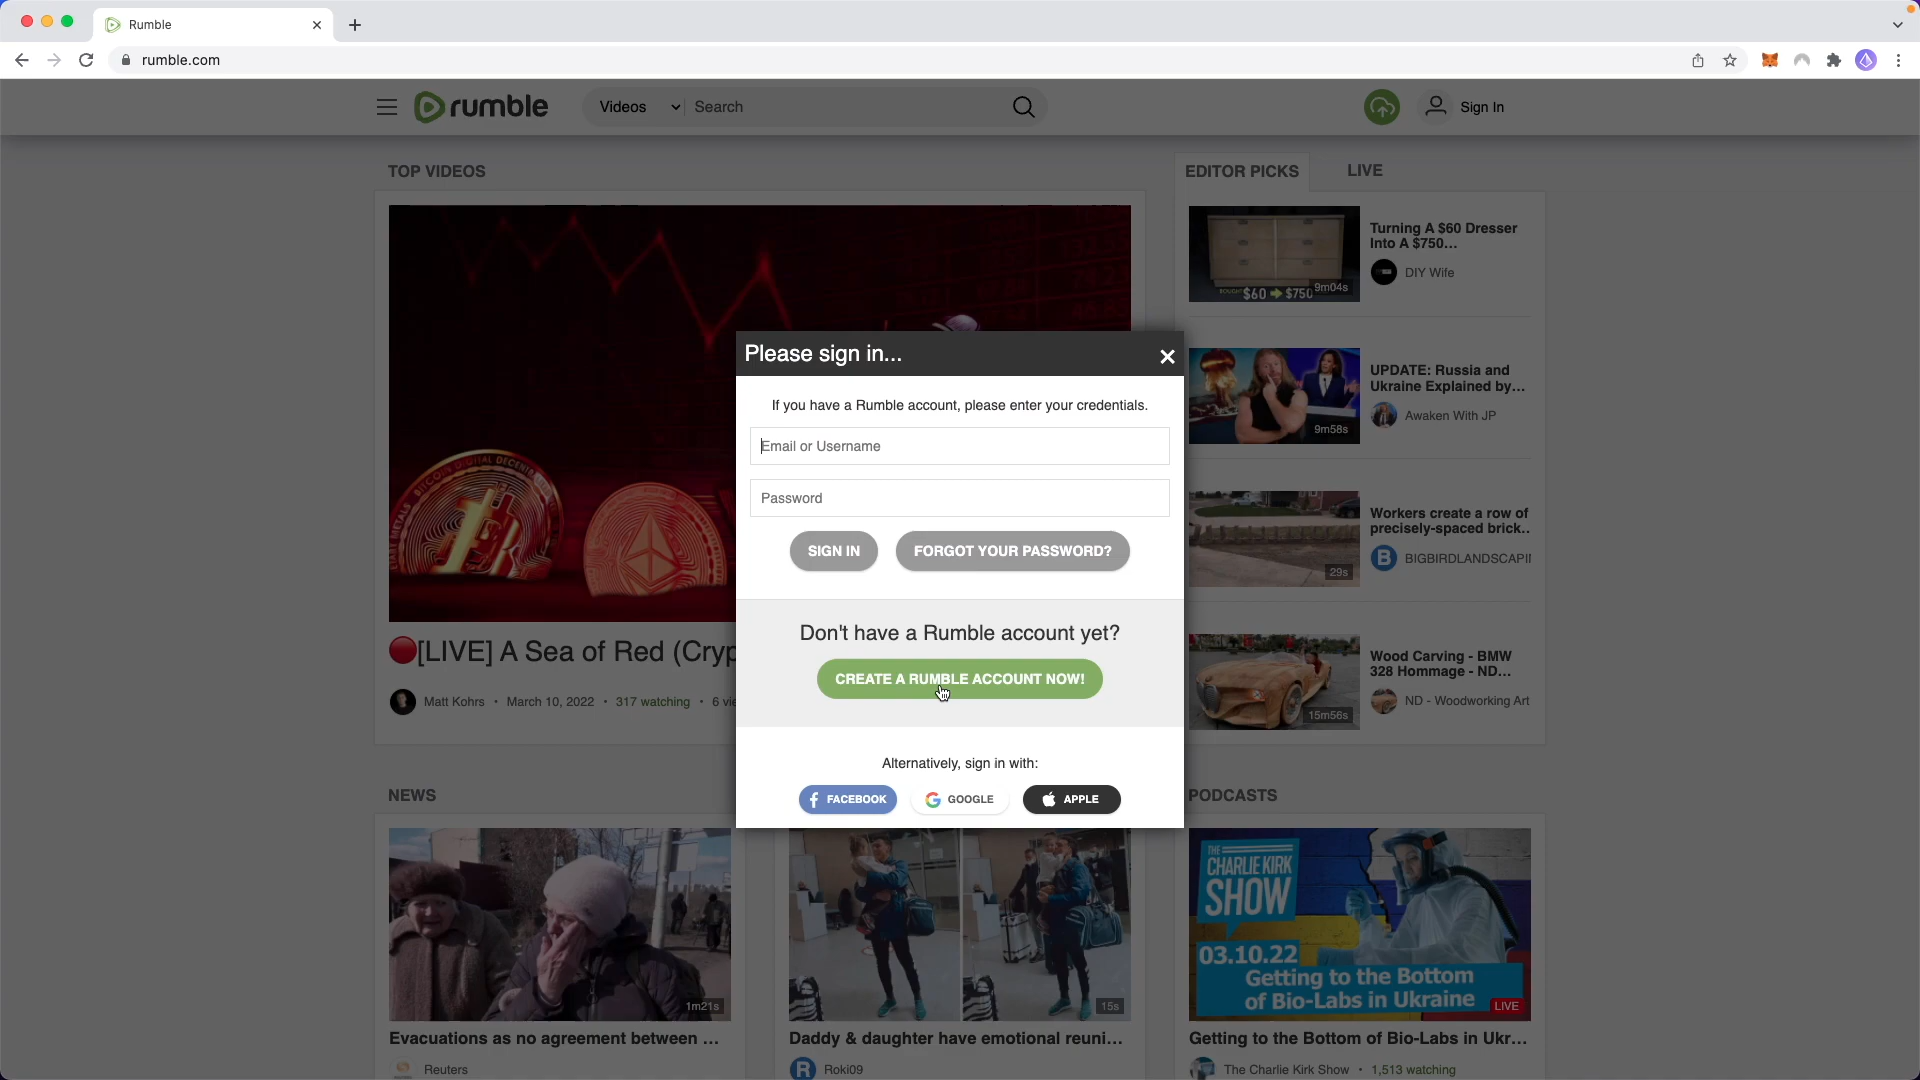 Rumble
rumble.com
rumble
Videos
Search
Sign In
TOP VIDEOS
EDITOR PICKS
LIVE
Turning A $60 Dresser
Into A $750...
DIY Wife
BOUGHT $60 $750
9m04s
UPDATE: Russia and
Ukraine Explained by...
Awaken With JP
9m58s
Workers create a row of
precisely-spaced brick..
B
BIGBIRDLANDSCAPI
29s
Wood Carving - BMW
328 Hommage - ND...
ND - Woodworking Art
15m56s
[LIVE] A Sea of Red (Cryp
Matt Kohrs • March 10, 2022 • 317 watching • 6 vie
Please sign in...
If you have a Rumble account, please enter your credentials.
Email or Username
Password
SIGN IN
FORGOT YOUR PASSWORD?
Don't have a Rumble account yet?
CREATE A RUMBLE ACCOUNT NOW!
Alternatively, sign in with:
FACEBOOK
GOOGLE
APPLE
NEWS
1m21s
Evacuations as no agreement between ...
Reuters
15s
Daddy & daughter have emotional reuni...
R
Roki09
PODCASTS
THE
CHARLIE KIRK
SHOW
03.10.22
Getting to the Bottom
of Bio-Labs in Ukraine
LIVE
Getting to the Bottom of Bio-Labs in Ukr...
The Charlie Kirk Show • 1,513 watching